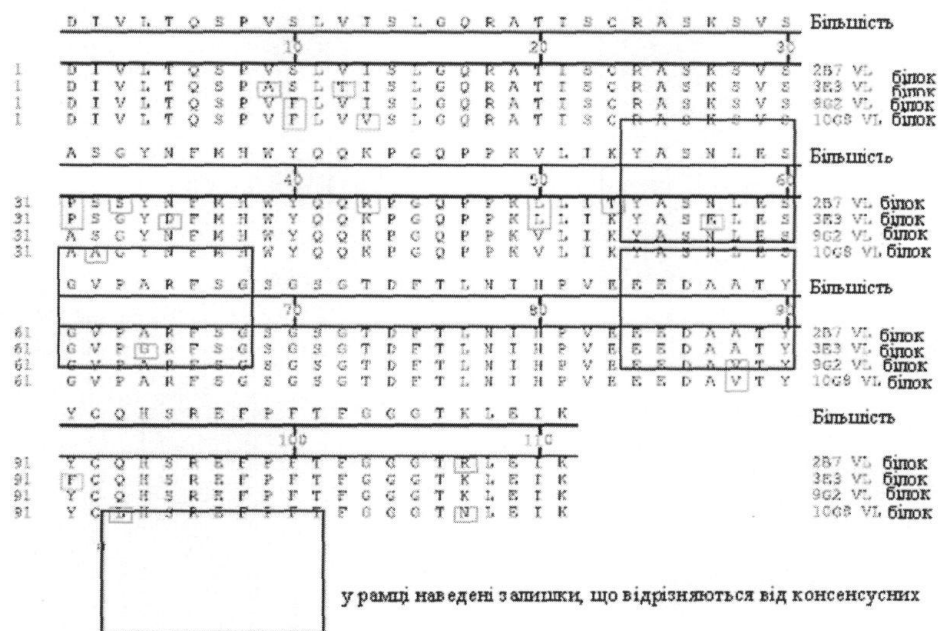 D I V L T Q S P V S L V I S L G Q R A T I S C R A S K S V S Більшість
10 20 30
1 D I V L T Q S P V S L V I S L G Q R A T I S C R A S K S V S 2B7 VL білок
1 D I V L T Q S P A S L T I S L G Q R A T I S C R A S K S V S 3E3 VL білок
1 D I V L T Q S P V F L V I S L G Q R A T I S C R A S K S V S 9G2 VL білок
1 D I V L T Q S P V F L V V S L G Q R A T I S C R A S K S V S 10G8 VL білок
A S G Y N F M H W Y Q Q K P G Q P P K V L I K Y A S N L E S Більшість
40 50 60
31 P S S Y N F M H W Y Q Q R P G Q P P K L L I T Y A S N L E S 2B7 VL білок
31 P S G Y D F M H W Y Q Q K P G Q P P K L L I K Y A S E L E S 3E3 VL білок
31 A S G Y N F M H W Y Q Q K P G Q P P K V L I K Y A S N L E S 9G2 VL білок
31 A A G Y N F M H W Y Q Q K P G Q P P K V L I K Y A S N L E S 10G8 VL білок
G V P A R F S G S G S G T D F T L N I H P V E E E D A A T Y Більшість
70 80 90
61 G V P A R F S G S G S G T D F T L N I H P V E E E D A A T Y 2B7 VL білок
61 G V P G R F S G S G S G T D F T L N I H P V E E E D A A T Y 3E3 VL білок
61 G V P A R F S G S G S G T D F T L N I H P V E E E D A V T Y 9G2 VL білок
61 G V P A R F S G S G S G T D F T L N I H P V E E E D A V T Y 10G8 VL білок
Y C Q H S R E F P F T F G G G T K L E I K Більшість
100 110
91 Y C Q H S R E F P F T F G G G T R L E I K 2B7 VL білок
91 F C Q H S R E F P F T F G G G T K L E I K 3E3 VL білок
91 Y C Q H S R E F P F T F G G G T K L E I K 9G2 VL білок
91 Y C L H S R E F P F T F G G G T N L E I K 10G8 VL білок
у рамці наведені залишки, що відрізняються від консенсусних